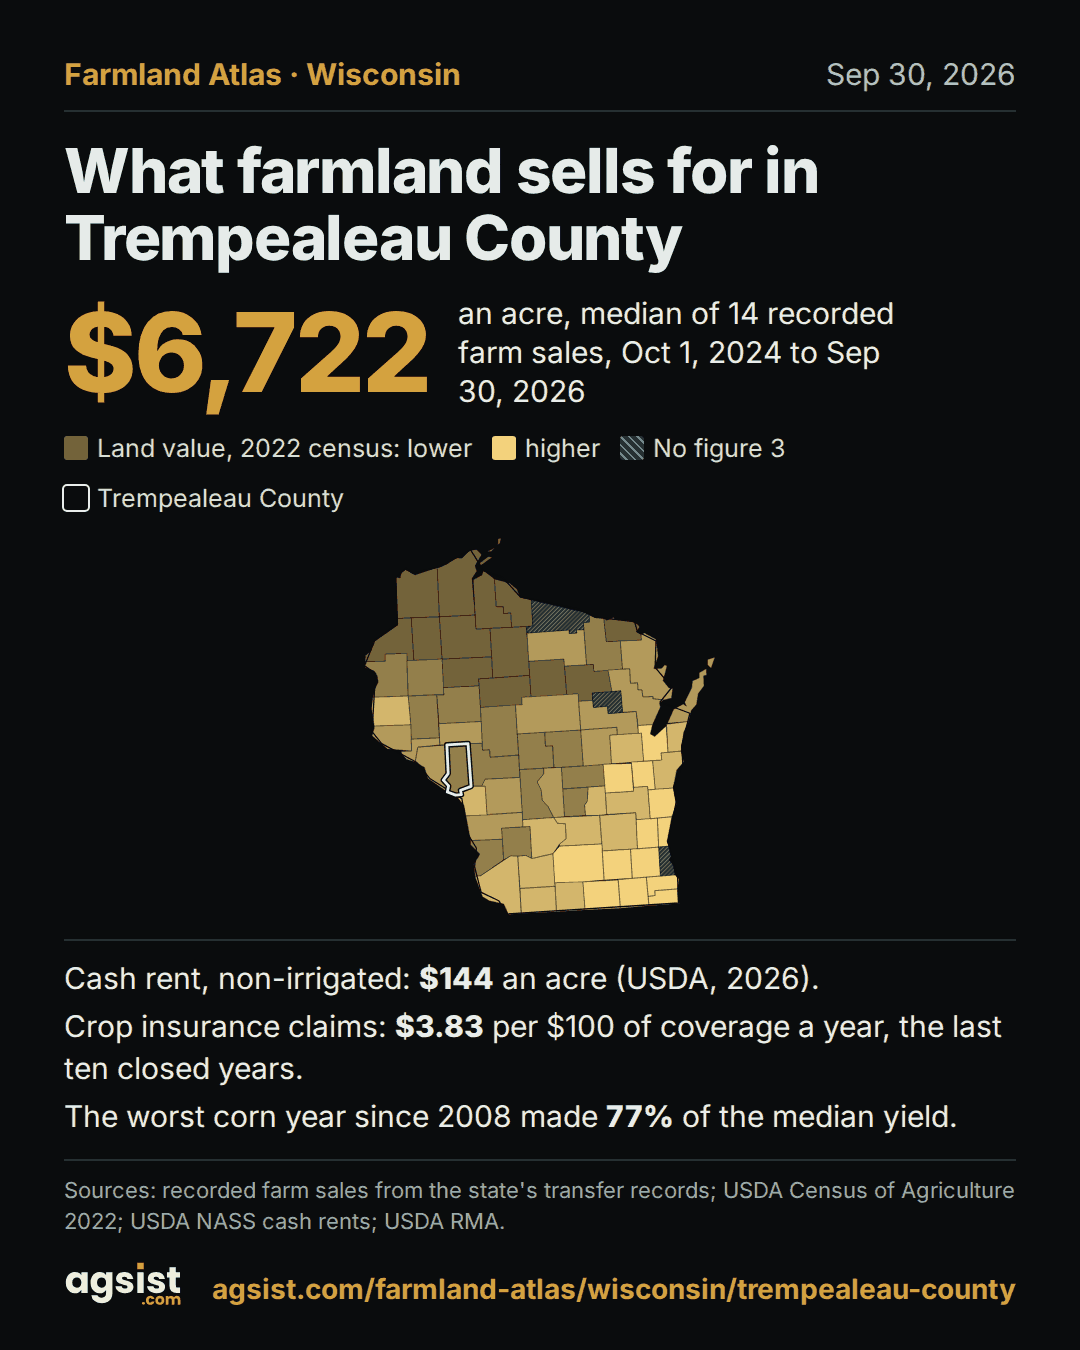 Farmland Atlas · Wisconsin
Sep 30, 2026
What farmland sells for in
Trempealeau County
$6,722
an acre, median of 14 recorded
farm sales, Oct 1, 2024 to Sep
30, 2026
Land value, 2022 census: lower
higher
No figure 3
Trempealeau County
Cash rent, non-irrigated: $144 an acre (USDA, 2026).
Crop insurance claims: $3.83 per $100 of coverage a year, the last
ten closed years.
The worst corn year since 2008 made 77% of the median yield.
Sources: recorded farm sales from the state's transfer records; USDA Census of Agriculture
2022; USDA NASS cash rents; USDA RMA.
agsist
.com
agsist.com/farmland-atlas/wisconsin/trempealeau-county